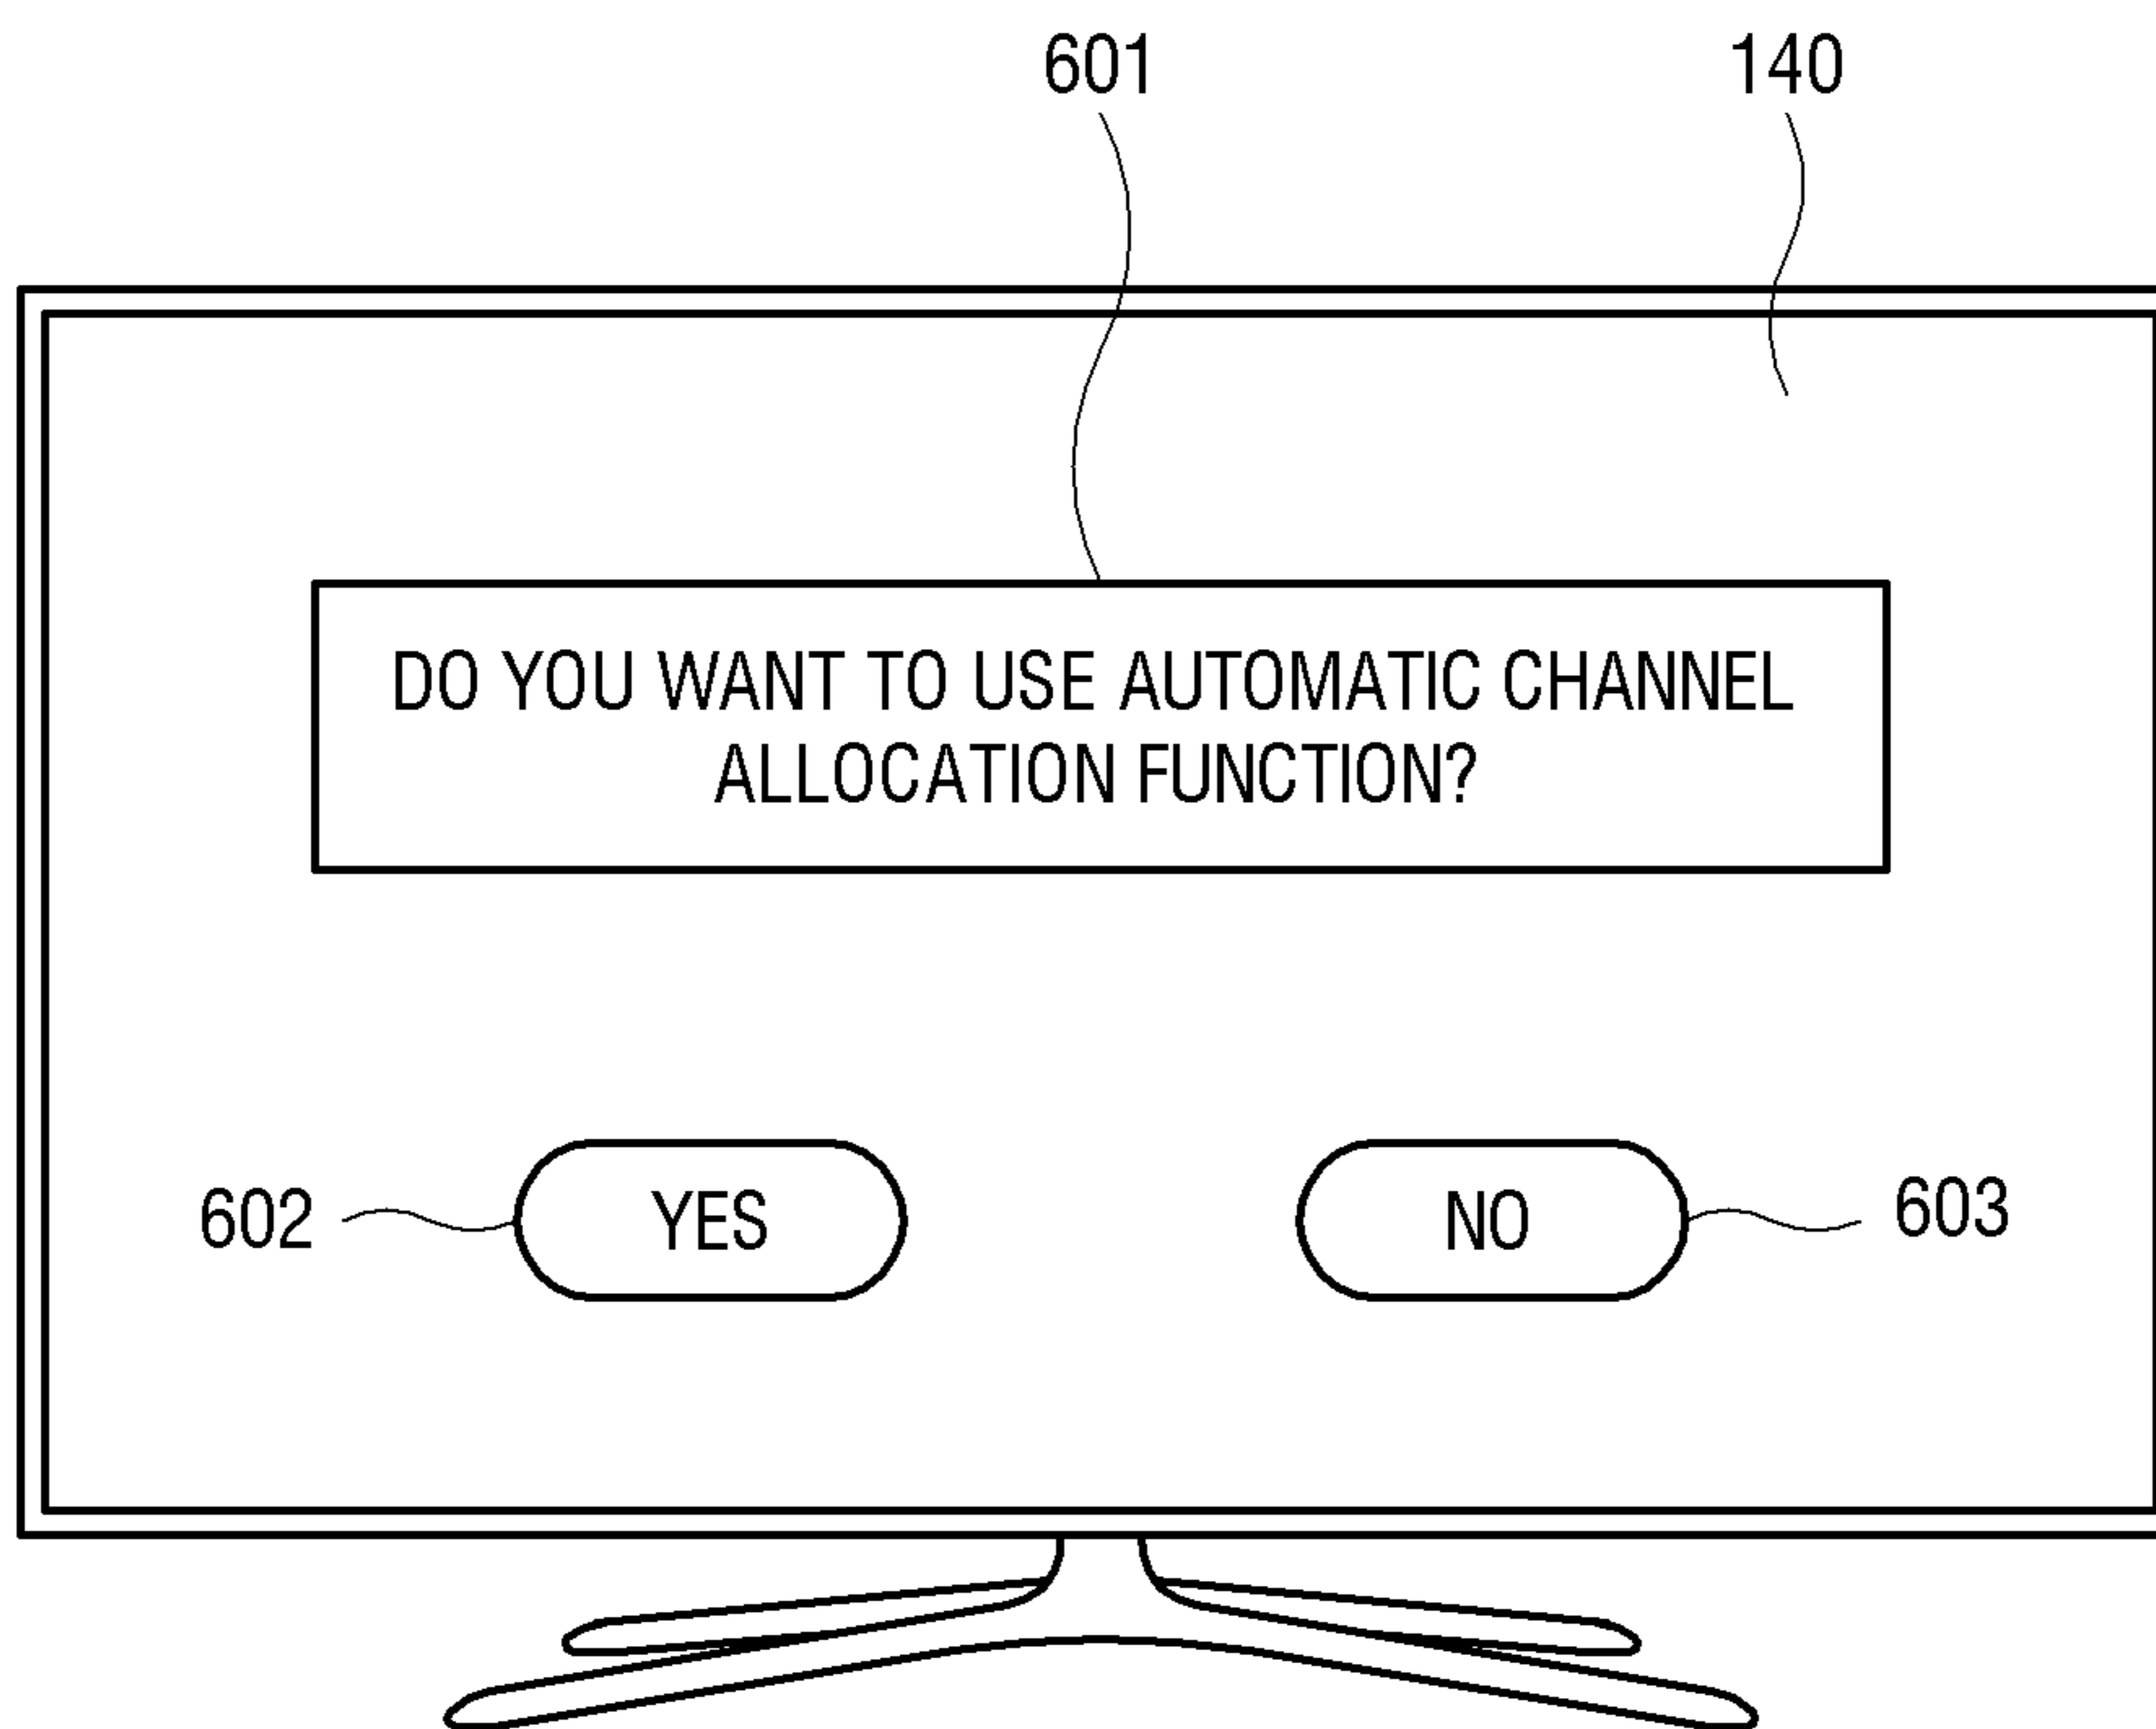 601 140
DO YOU WANT TO USE AUTOMATIC CHANNEL
ALLOCATION FUNCTION?
602 YES NO 603